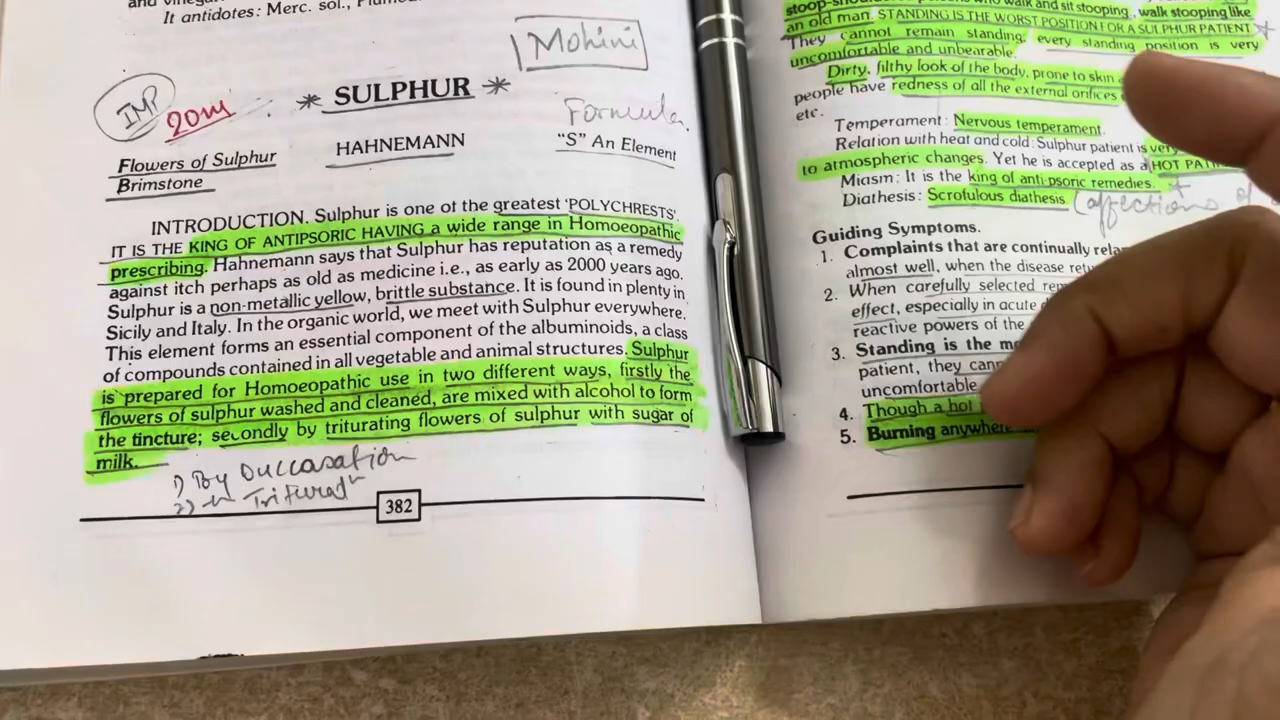 and vinegar
It antidotes: Merc. sol.,
Mohini
IMP
20m
* SULPHUR *
Formula.
HAHNEMANN
"S" An Element
Flowers of Sulphur
Brimstone
INTRODUCTION. Sulphur is one of the greatest 'POLYCHRESTS'.
IT IS THE KING OF ANTIPSORIC HAVING a wide range in Homoeopathic
prescribing. Hahnemann says that Sulphur has reputation as a remedy
against itch perhaps as old as medicine i.e., as early as 2000 years ago.
Sulphur is a non-metallic yellow, brittle substance. It is found in plenty in
Sicily and Italy. In the organic world, we meet with Sulphur everywhere.
This element forms an essential component of the albuminoids, a class
of compounds contained in all vegetable and animal structures. Sulphur
is prepared for Homoeopathic use in two different ways, firstly the
flowers of sulphur washed and cleaned, are mixed with alcohol to form
the tincture; secondly by triturating flowers of sulphur with sugar of
milk.
1) By Succasation
2)
382
who walk and sit stooping, walk stooping like
an old man. STANDING IS THE WORST POSITION FOR A SULPHUR PATIENT
They cannot remain standing, every standing position is very
uncomfortable and unbearable.
Dirty, filthy look of the body, prone to skin
people have redness of all the external orifices
etc.
Temperament: Nervous temperament.
Relation with heat and cold: Sulphur patient is very
to atmospheric changes. Yet he is accepted as a HOT
Miasm: It is the king of anti-psoric remedies.
Diathesis: Scrofulous diathesis. (affections of
Guiding Symptoms.
1. Complaints that are continually
almost well, when the disease
2. When carefully selected
effect, especially in acute
reactive powers of the
3. Standing is the
patient, they
uncomfortable
4. Though a hot
5. Burning anywhere